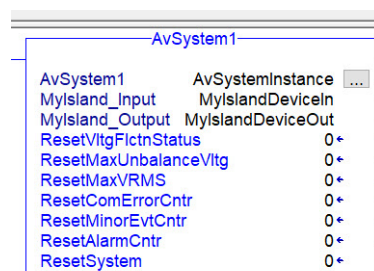 AvSystem1
AvSystem1 AvSystemInstance ...
MyIsland_Input MyIslandDeviceIn
MyIsland_Output MyIslandDeviceOut
ResetVltgFlctnStatus 0
ResetMaxUnbalanceVltg 0
ResetMaxVRMS 0
ResetComErrorCntr 0
ResetMinorEvtCntr 0
ResetAlarmCntr 0
ResetSystem 0